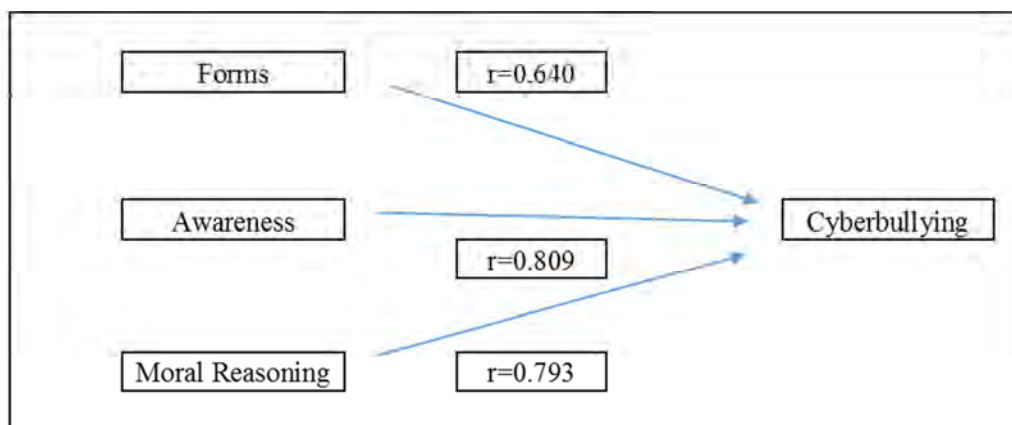 Forms
r=0.640
Awareness
Cyberbullying
r=0.809
Moral Reasoning
r=0.793